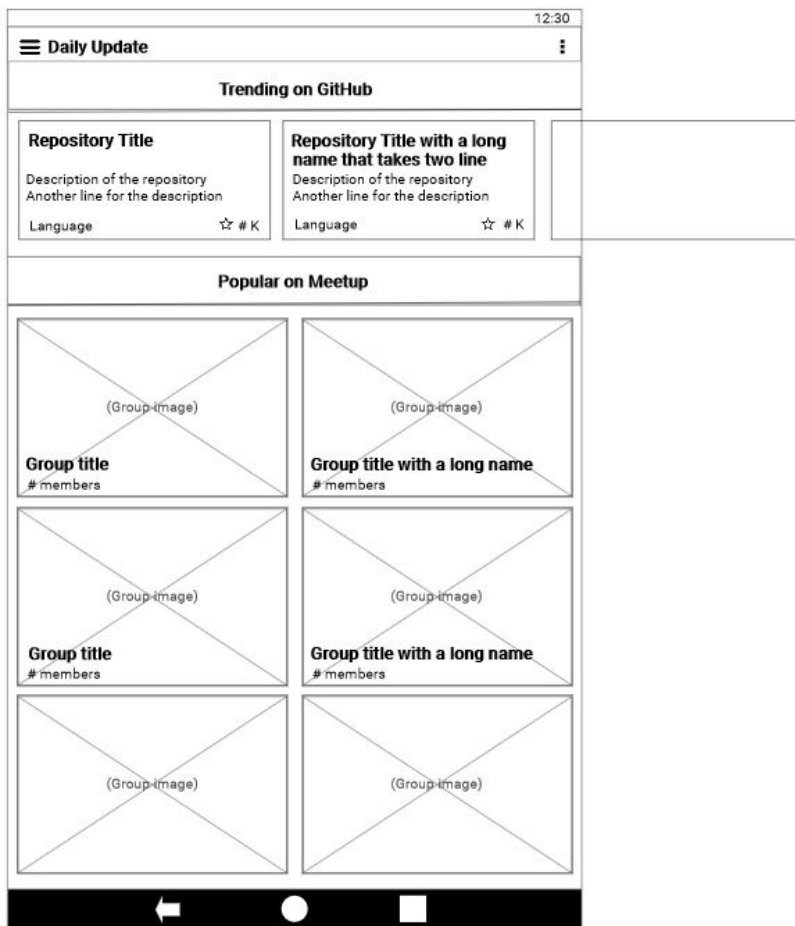 12:30
Daily Update
Trending on GitHub
Repository Title
Description of the repository
Another line for the description
Language
# K
Repository Title with a long
name that takes two line
Description of the repository
Another line for the description
Language
# K
Popular on Meetup
(Group image)
Group title
# members
(Group image)
Group title with a long name
# members
(Group image)
Group title
# members
(Group image)
Group title with a long name
# members
(Group image)
(Group image)